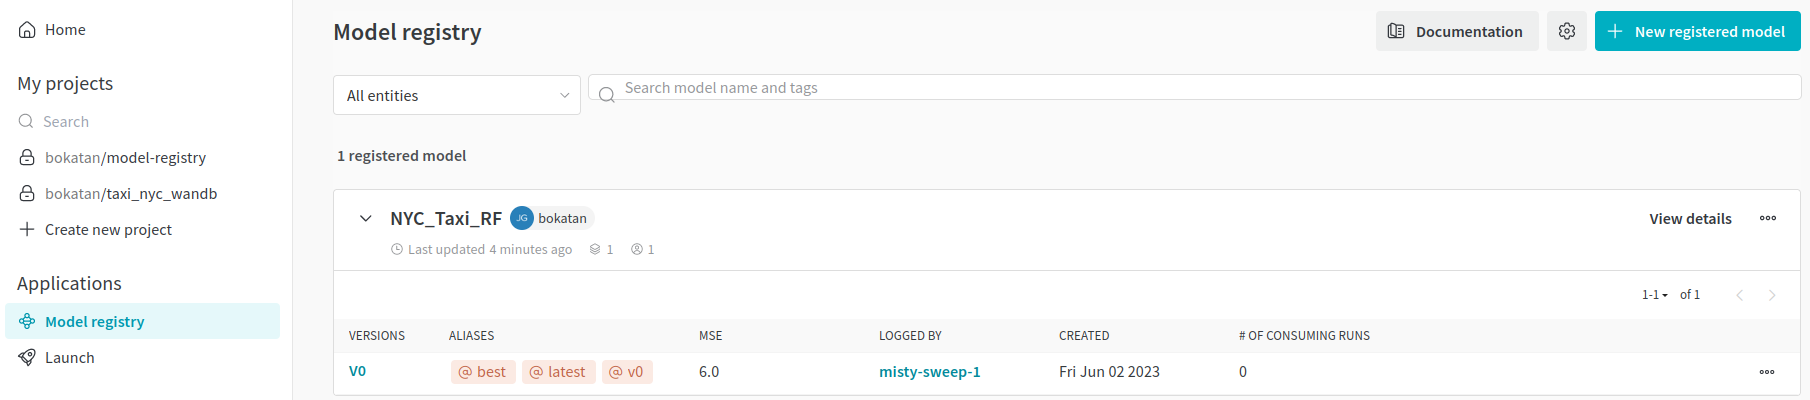 Home
My projects
Search
bokatan/model-registry
bokatan/taxi_nyc_wandb
Create new project
Applications
Model registry
Launch
Model registry
Documentation
New registered model
All entities
Search model name and tags
1 registered model
NYC_Taxi_RF JG bokatan
View details
Last updated 4 minutes ago 1 1
1-1 of 1
VERSIONS ALIASES MSE LOGGED BY CREATED # OF CONSUMING RUNS
V0 @ best @ latest @ v0 6.0 misty-sweep-1 Fri Jun 02 2023 0